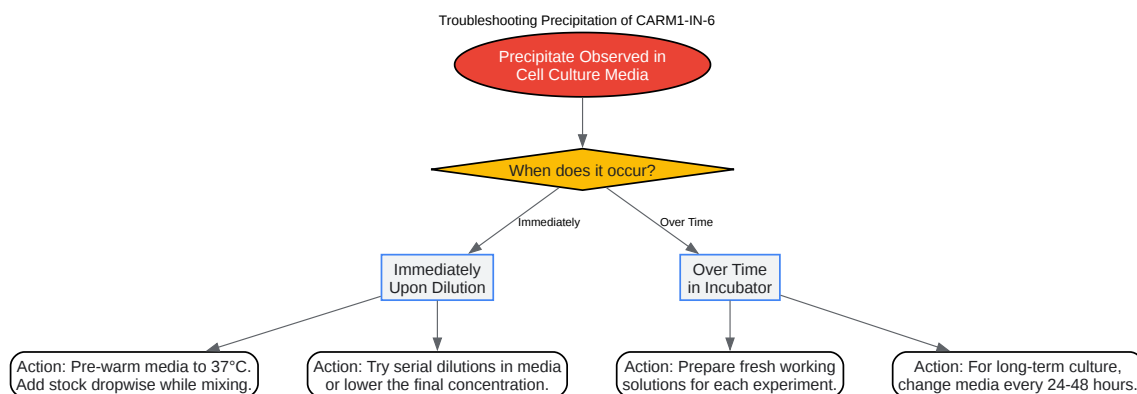 Troubleshooting Precipitation of CARM1-IN-6
Precipitate Observed in
Cell Culture Media
When does it occur?
Immediately
Over Time
Immediately
Upon Dilution
Over Time
in Incubator
Action: Pre-warm media to 37°C.
Add stock dropwise while mixing.
Action: Try serial dilutions in media
or lower the final concentration.
Action: Prepare fresh working
solutions for each experiment.
Action: For long-term culture,
change media every 24-48 hours.